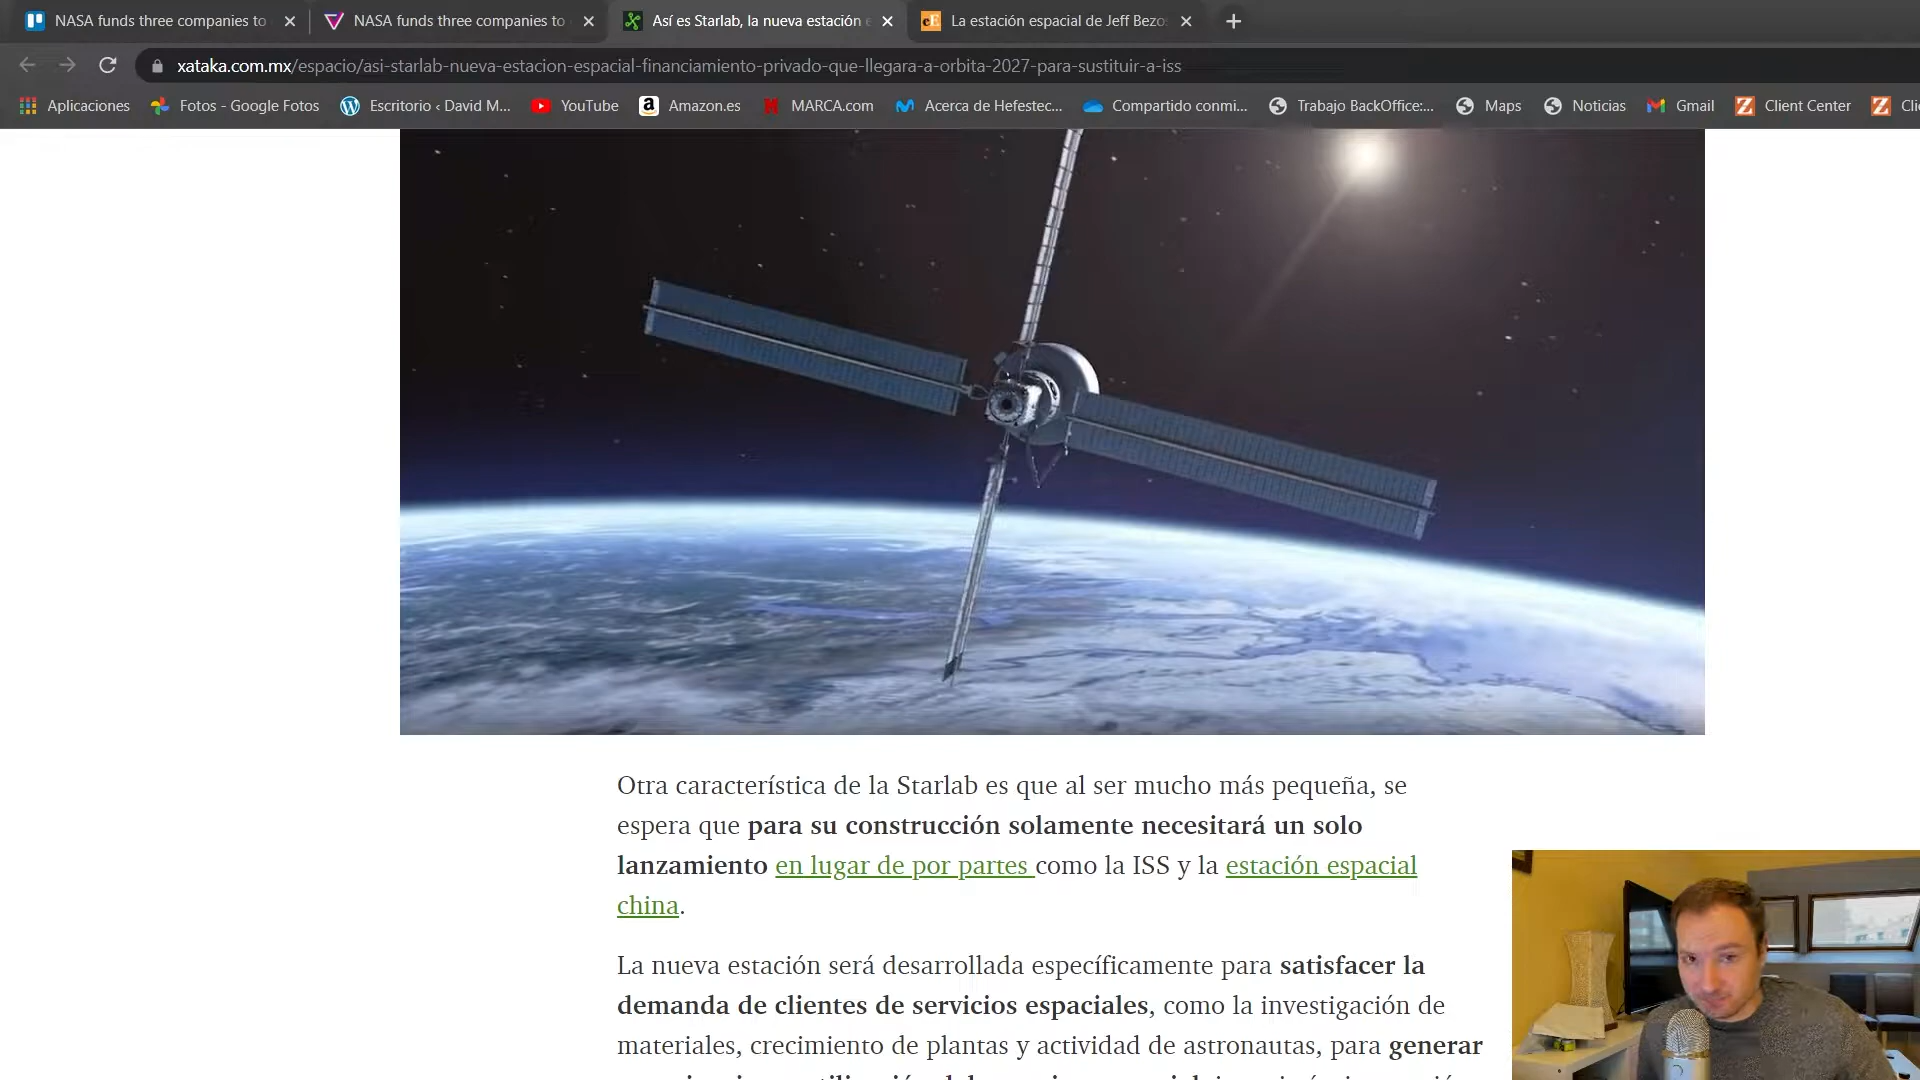 NASA funds three companies to
NASA funds three companies to
Así es Starlab, la nueva estación e
La estación espacial de Jeff Bezo
xataka.com.mx/espacio/asi-starlab-nueva-estacion-espacial-financiamiento-privado-que-llegara-a-orbita-2027-para-sustituir-a-iss
Aplicaciones
Fotos - Google Fotos
Escritorio ‹ David M...
YouTube
Amazon.es
MARCA.com
Acerca de Hefestec...
Compartido conmi...
Trabajo BackOffice:...
Maps
Noticias
Gmail
Client Center
Cli
Otra característica de la Starlab es que al ser mucho más pequeña, se
espera que para su construcción solamente necesitará un solo
lanzamiento en lugar de por partes como la ISS y la estación espacial
china.
La nueva estación será desarrollada específicamente para satisfacer la
demanda de clientes de servicios espaciales, como la investigación de
materiales, crecimiento de plantas y actividad de astronautas, para generar